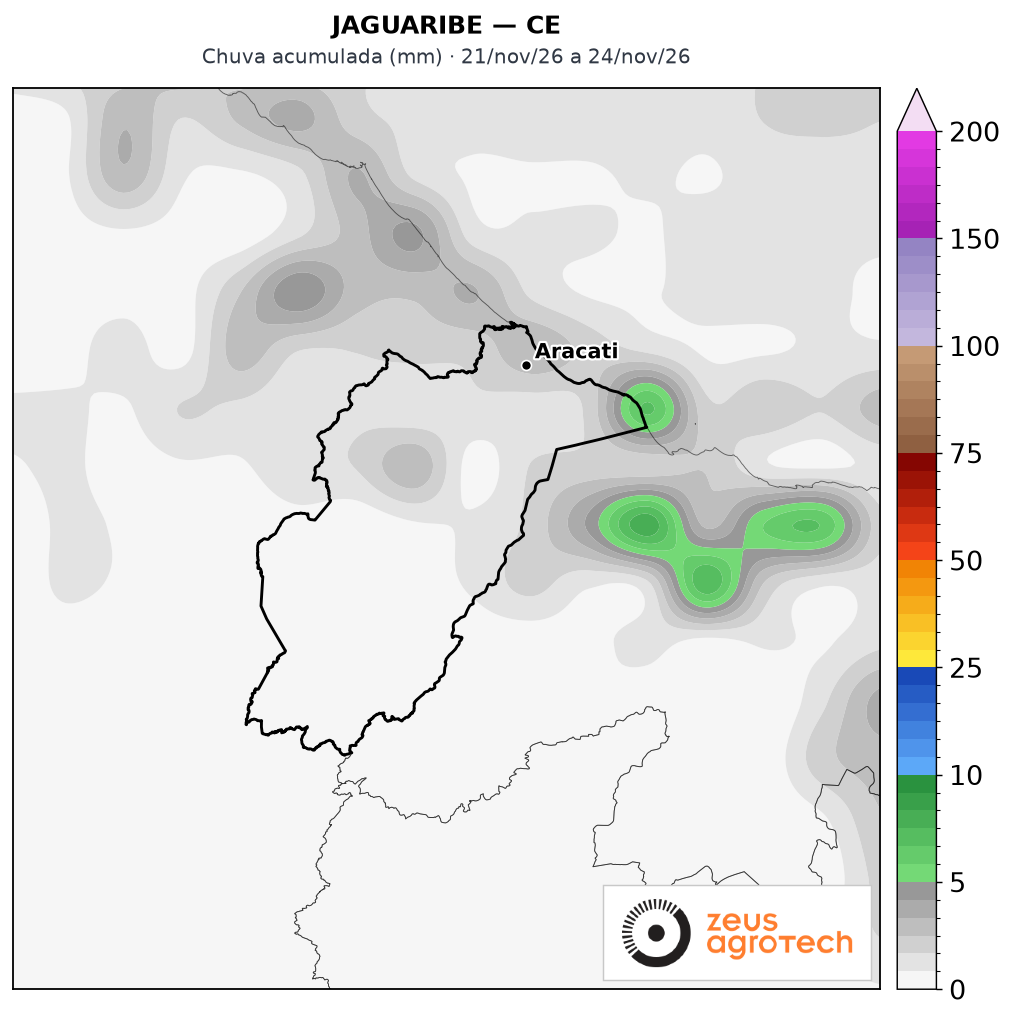 JAGUARIBE — CE
Chuva acumulada (mm) · 21/nov/26 a 24/nov/26
Aracati
200
150
100
75
50
25
10
5
0
zeus
agrotech